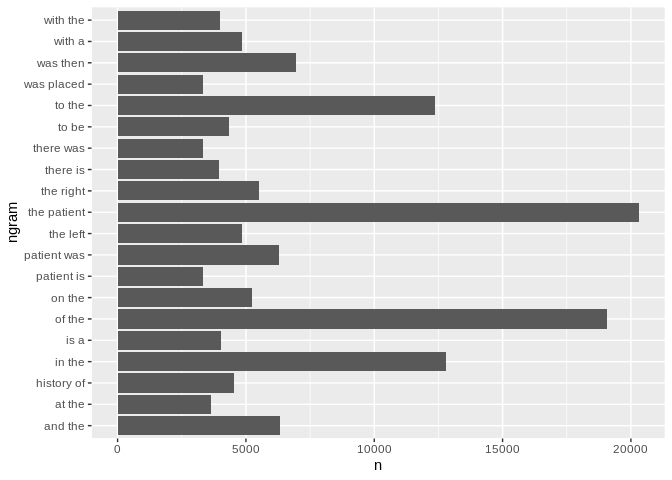 with the
with a
was then
was placed
to the
to be
there was
there is
the right
the patient
the left
patient was
patient is
on the
of the
is a
in the
history of
at the
and the
ngram
0 5000 10000 15000 20000
n